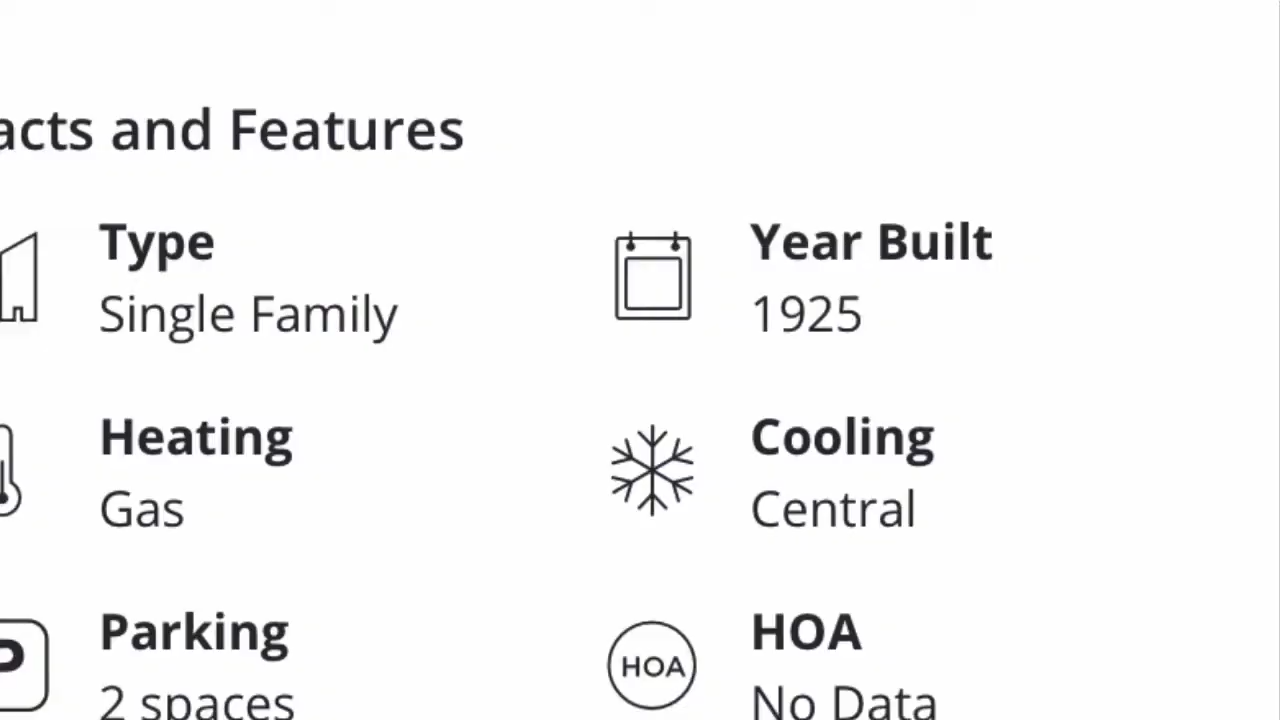 acts and Features
Type
Single Family
Year Built
1925
Heating
Gas
Cooling
Central
P
Parking
2 spaces
HOA
HOA
No Data